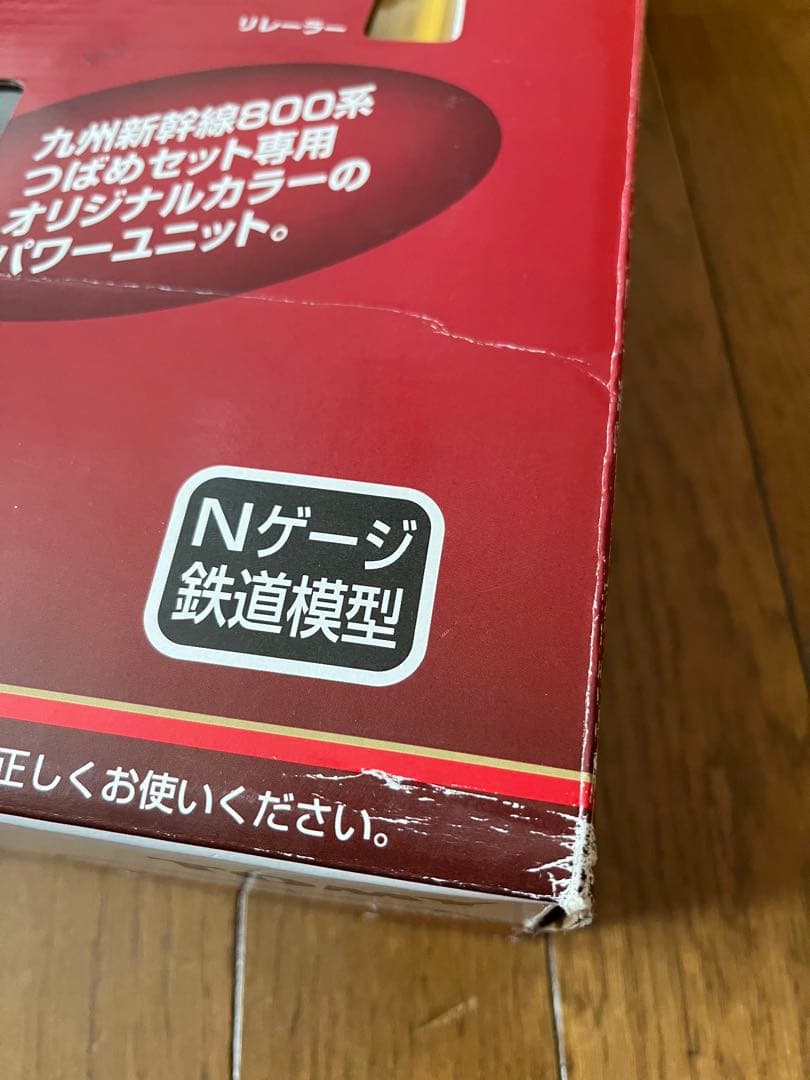 リレーラー
九州新幹線800系
つばめセット専用
オリジナルカラーの
パワーユニット。
Nゲージ
鉄道模型
正しくお使いください。